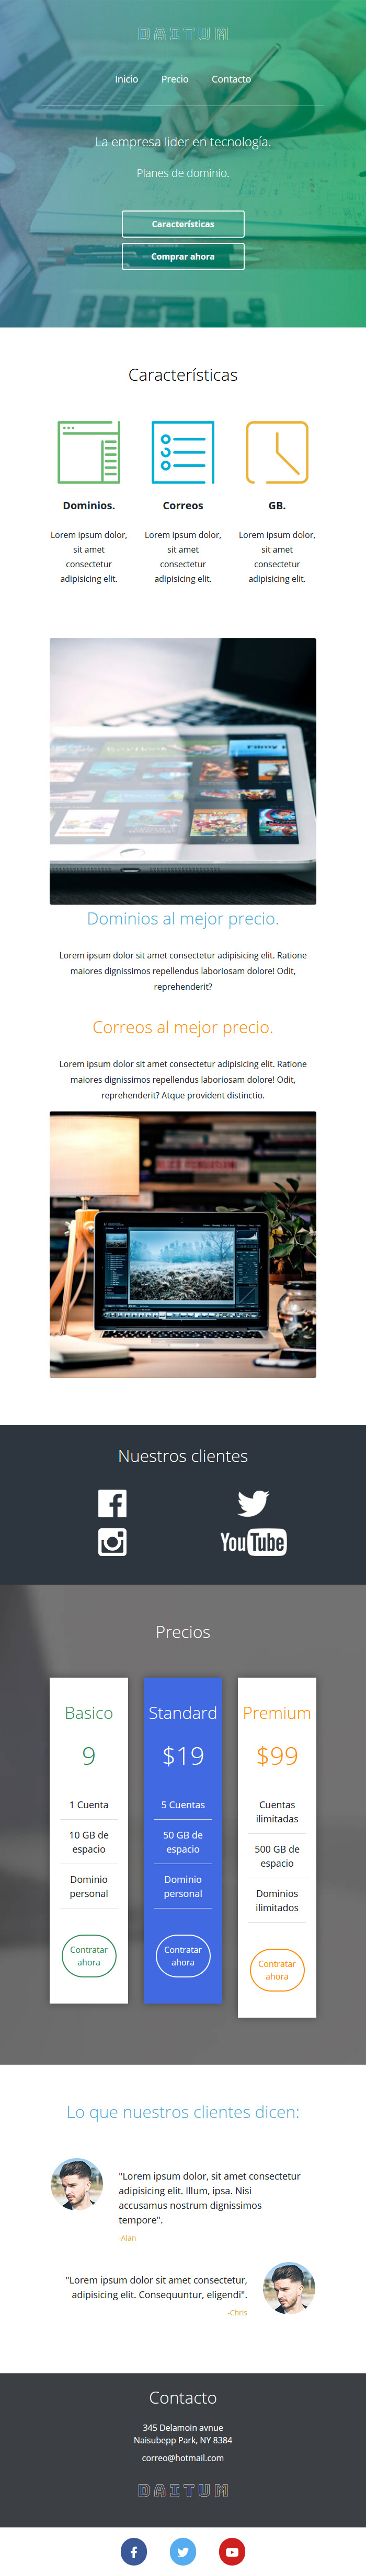 DAITUM
Inicio Precio Contacto
La empresa lider en tecnología.
Planes de dominio.
Características
Comprar ahora
Características
Dominios.
Lorem ipsum dolor,
sit amet
consectetur
adipisicing elit.
Correos
Lorem ipsum dolor,
sit amet
consectetur
adipisicing elit.
GB.
Lorem ipsum dolor,
sit amet
consectetur
adipisicing elit.
Dominios al mejor precio.
Lorem ipsum dolor sit amet consectetur adipisicing elit. Ratione
maiores dignissimos repellendus laboriosam dolore! Odit,
reprehenderit?
Correos al mejor precio.
Lorem ipsum dolor sit amet consectetur adipisicing elit. Ratione
maiores dignissimos repellendus laboriosam dolore! Odit,
reprehenderit? Atque provident distinctio.
Nuestros clientes
YouTube
Precios
Basico
9
1 Cuenta
10 GB de
espacio
Dominio
personal
Contratar
ahora
Standard
$19
5 Cuentas
50 GB de
espacio
Dominio
personal
Contratar
ahora
Premium
$99
Cuentas
ilimitadas
500 GB de
espacio
Dominios
ilimitados
Contratar
ahora
Lo que nuestros clientes dicen:
"Lorem ipsum dolor, sit amet consectetur
adipisicing elit. Illum, ipsa. Nisi
accusamus nostrum dignissimos
tempore".
-Alan
"Lorem ipsum dolor sit amet consectetur,
adipisicing elit. Consequuntur, eligendi".
-Chris
Contacto
345 Delamoin avnue
Naisubepp Park, NY 8384
correo@hotmail.com
DAITUM